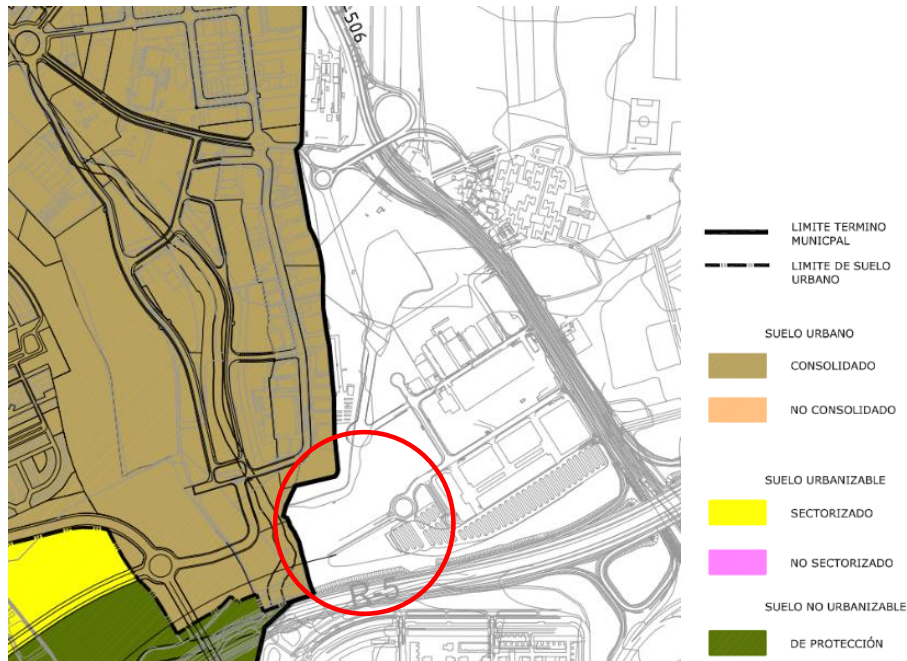 -506
R-5
LIMITE TERMINO
MUNICPAL
LIMITE DE SUELO
URBANO
SUELO URBANO
CONSOLIDADO
NO CONSOLIDADO
SUELO URBANIZABLE
SECTORIZADO
NO SECTORIZADO
SUELO NO URBANIZABLE
DE PROTECCIÓN